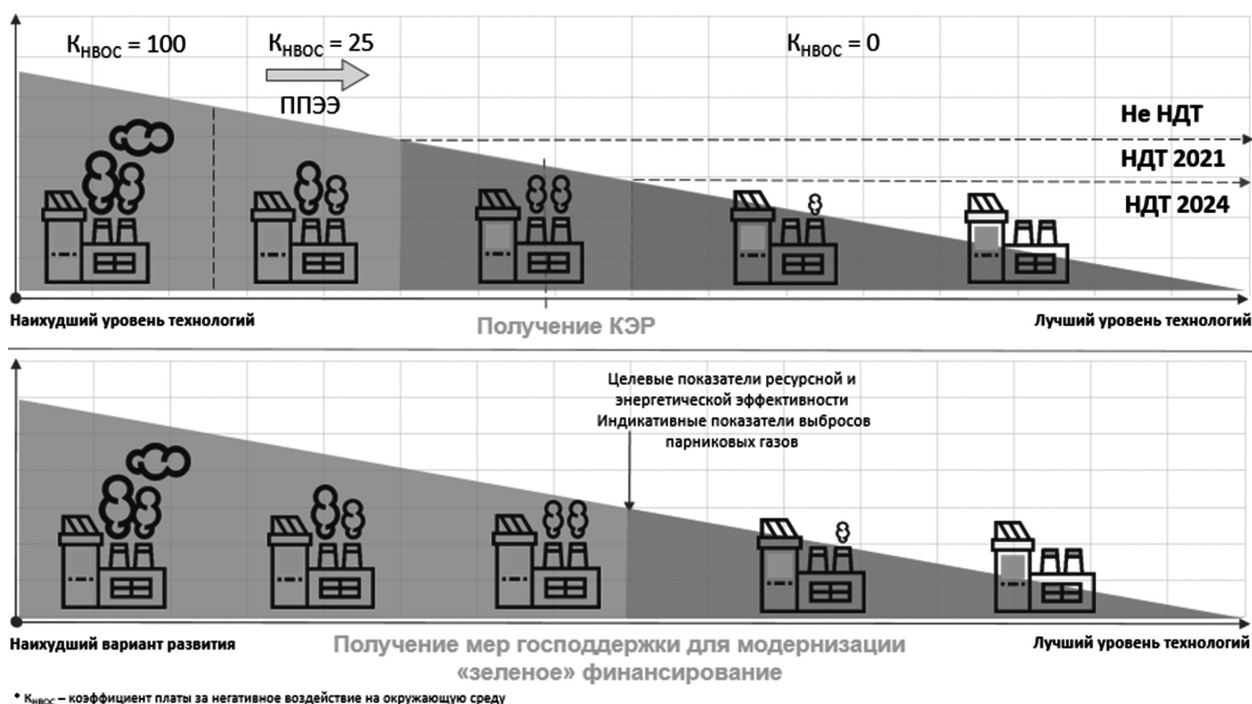 КНВОС = 100
КНВОС = 25
КНВОС = 0
ППЭЭ
Не НДТ
НДТ 2021
НДТ 2024
Наихудший уровень технологий
Получение КЭР
Лучший уровень технологий
Целевые показатели ресурсной и
энергетической эффективности
Индикативные показатели выбросов
парниковых газов
Наихудший вариант развития
Получение мер господдержки для модернизации
«зеленое» финансирование
Лучший уровень технологий
* КНВОС – коэффициент платы за негативное воздействие на окружающую среду